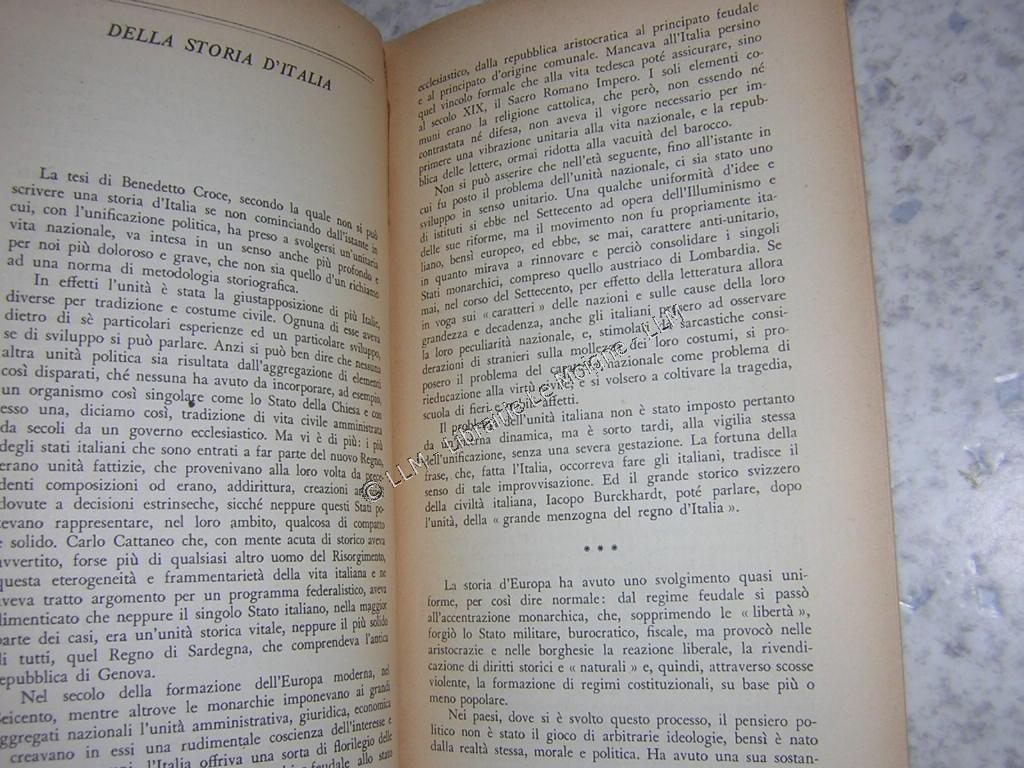 DELLA STORIA D'ITALIA
La tesi di Benedetto Croce, secondo la quale non si può
scrivere una storia d'Italia se non cominciando dall'istante in
cui, con l'unificazione politica, ha preso a svolgersi un'unitaria
vita nazionale, va intesa in un senso anche più profondo e
per noi più doloroso e grave, che non sia quello d'un richiamo
ad una norma di metodologia storiografica.
In effetti l'unità è stata la giustapposizione di più Italie,
diverse per tradizione e costume civile. Ognuna di esse aveva
dietro di sè particolari esperienze ed un particolare sviluppo,
se di sviluppo si può parlare. Anzi si può ben dire che nessuna
altra unità politica sia risultata dall'aggregazione di elementi
così disparati, ché nessuna ha avuto da incorporare, ad esempio,
un organismo così singolare come lo Stato della Chiesa e con
esso una, diciamo così, tradizione di vita civile amministrata
da secoli da un governo ecclesiastico. Ma vi è di più: i più
degli stati italiani che sono entrati a far parte del nuovo Regno,
erano unità fattizie, che provenivano alla loro volta da prece-
denti composizioni od erano, addirittura, creazioni
dovute a decisioni estrinseche, sicché neppure questi Stati po-
tevano rappresentare, nel loro ambito, qualcosa di compatto
e solido. Carlo Cattaneo che, con mente acuta di storico aveva
avvertito, forse più di qualsiasi altro uomo del Risorgimento,
questa eterogeneità e frammentarietà della vita italiana e ne
aveva tratto argomento per un programma federalistico, aveva
dimenticato che neppure il singolo Stato italiano, nella maggior
parte dei casi, era un'unità storica vitale, neppure il più solido
di tutti, quel Regno di Sardegna, che comprendeva l'antica
repubblica di Genova.
Nel secolo della formazione dell'Europa moderna, nel
Seicento, mentre altrove le monarchie imponevano ai grandi
aggregati nazionali l'unità amministrativa, giuridica, economica
e creavano in essi una rudimentale coscienza dell'interesse e
l'Italia offriva una sorta di florilegio delle
feudale allo stato
ecclesiastico, dalla repubblica aristocratica al principato feudale
e al principato d'origine comunale. Mancava all'Italia persino
quel vincolo formale che alla vita tedesca poté assicurare, sino
al secolo XIX, il Sacro Romano Impero. I soli elementi co-
muni erano la religione cattolica, che però, non essendo né
contrastata né difesa, non aveva il vigore necessario per im-
primere una vibrazione unitaria alla vita nazionale, e la repub-
blica delle lettere, ormai ridotta alla vacuità del barocco.
Non si può asserire che nell'età seguente, fino all'istante in
cui fu posto il problema dell'unità nazionale, ci sia stato uno
sviluppo in senso unitario. Una qualche uniformità d'idee e
di istituti si ebbe nel Settecento ad opera dell'Illuminismo e
delle sue riforme, ma il movimento non fu propriamente ita-
liano, bensì europeo, ed ebbe, se mai, carattere anti-unitario,
in quanto mirava a rinnovare e perciò consolidare i singoli
Stati monarchici, compreso quello austriaco di Lombardia. Se
mai, nel corso del Settecento, per effetto della letteratura allora
in voga sui « caratteri » delle nazioni e sulle cause della loro
grandezza e decadenza, anche gli italiani presero ad osservare
la loro peculiarità nazionale, e, stimolati da sarcastiche consi-
derazioni di stranieri sulla mollezza dei loro costumi, si pro-
posero il problema del carattere nazionale come problema di
rieducazione alla virtù e si volsero a coltivare la tragedia,
scuola di fieri affetti.
Il problema dell'unità italiana non è stato imposto pertanto
da un'interna dinamica, ma è sorto tardi, alla vigilia stessa
dell'unificazione, senza una severa gestazione. La fortuna della
frase, che, fatta l'Italia, occorreva fare gli italiani, tradisce il
senso di tale improvvisazione. Ed il grande storico svizzero
della civiltà italiana, Iacopo Burckhardt, poté parlare, dopo
l'unità, della « grande menzogna del regno d'Italia ».
* * *
La storia d'Europa ha avuto uno svolgimento quasi uni-
forme, per così dire normale: dal regime feudale si passò
all'accentrazione monarchica, che, sopprimendo le « libertà »,
forgiò lo Stato militare, burocratico, fiscale, ma provocò nelle
aristocrazie e nelle borghesie la reazione liberale, la rivendi-
cazione di diritti storici e « naturali » e, quindi, attraverso scosse
violente, la formazione di regimi costituzionali, su base più o
meno popolare.
Nei paesi, dove si è svolto questo processo, il pensiero po-
litico non è stato il gioco di arbitrarie ideologie, bensì è nato
dalla realtà stessa, morale e politica. Ha avuto una sua sostan-
© LLM - Librairie Le Moigne - LLM